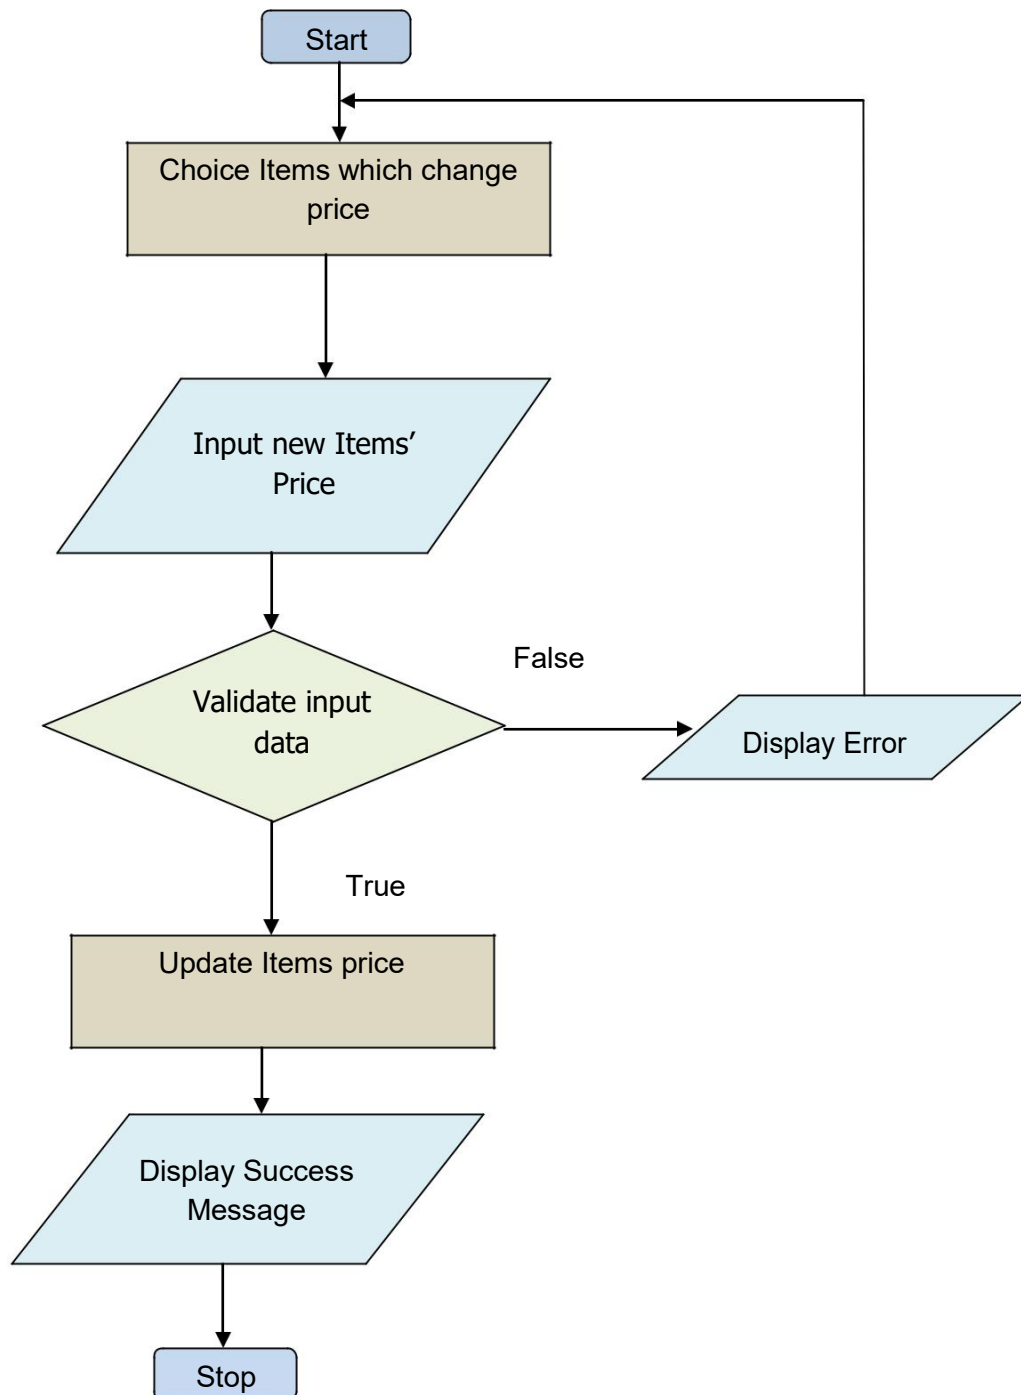 Start
Choice Items which change
price
Input new Items’
Price
False
Validate input
data
Display Error
True
Update Items price
Display Success
Message
Stop